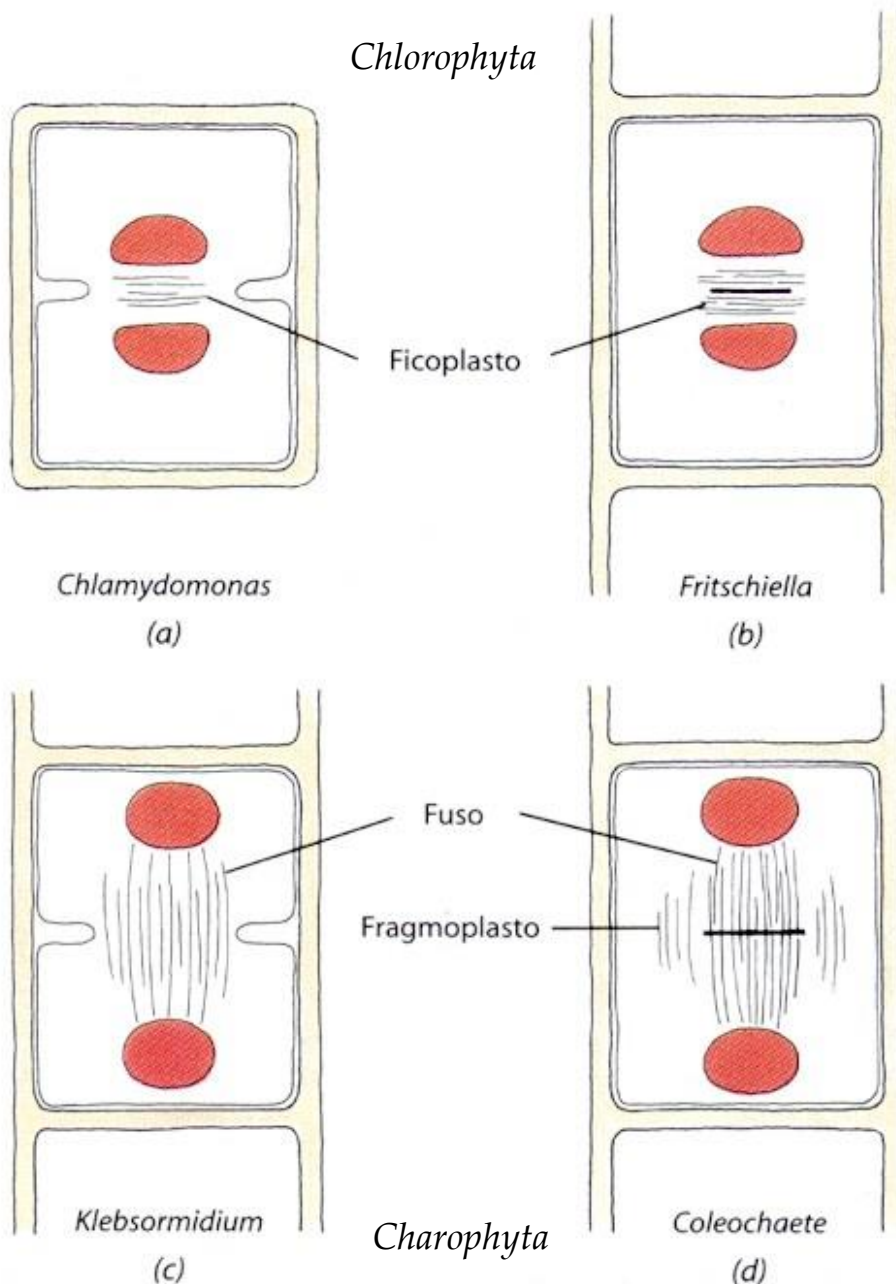 Chlorophyta
Ficoplasto
Chlamydomonas
(a)
Fritschiella
(b)
Fuso
Fragmoplasto
Klebsormidium
(c)
Charophyta
Coleochaete
(d)